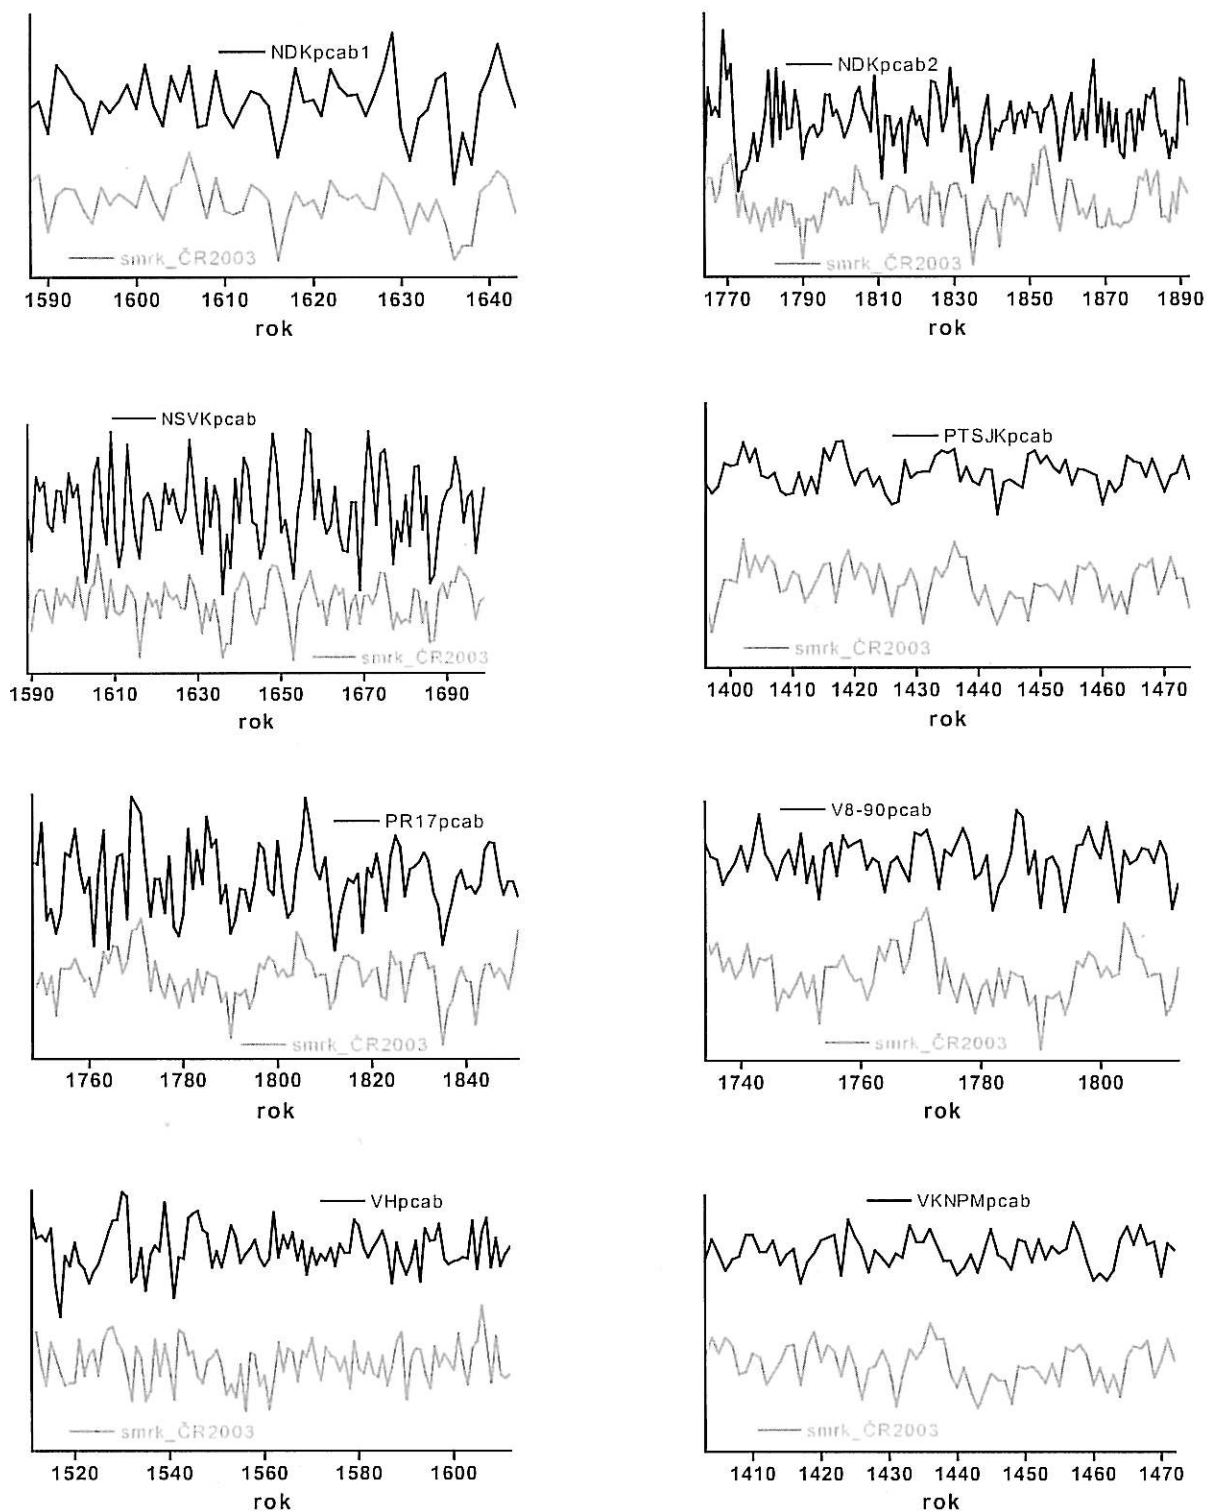 NDKpcab1
smrk_ČR2003
1590 1600 1610 1620 1630 1640
rok
NDKpcab2
smrk_ČR2003
1770 1790 1810 1830 1850 1870 1890
rok
NSVKpcab
smrk_ČR2003
1590 1610 1630 1650 1670 1690
rok
PTSJKpcab
smrk_ČR2003
1400 1410 1420 1430 1440 1450 1460 1470
rok
PR17pcab
smrk_ČR2003
1760 1780 1800 1820 1840
rok
V8-90pcab
smrk_ČR2003
1740 1760 1780 1800
rok
VHpcab
smrk_ČR2003
1520 1540 1560 1580 1600
rok
VKNPMpcab
smrk_ČR2003
1410 1420 1430 1440 1450 1460 1470
rok